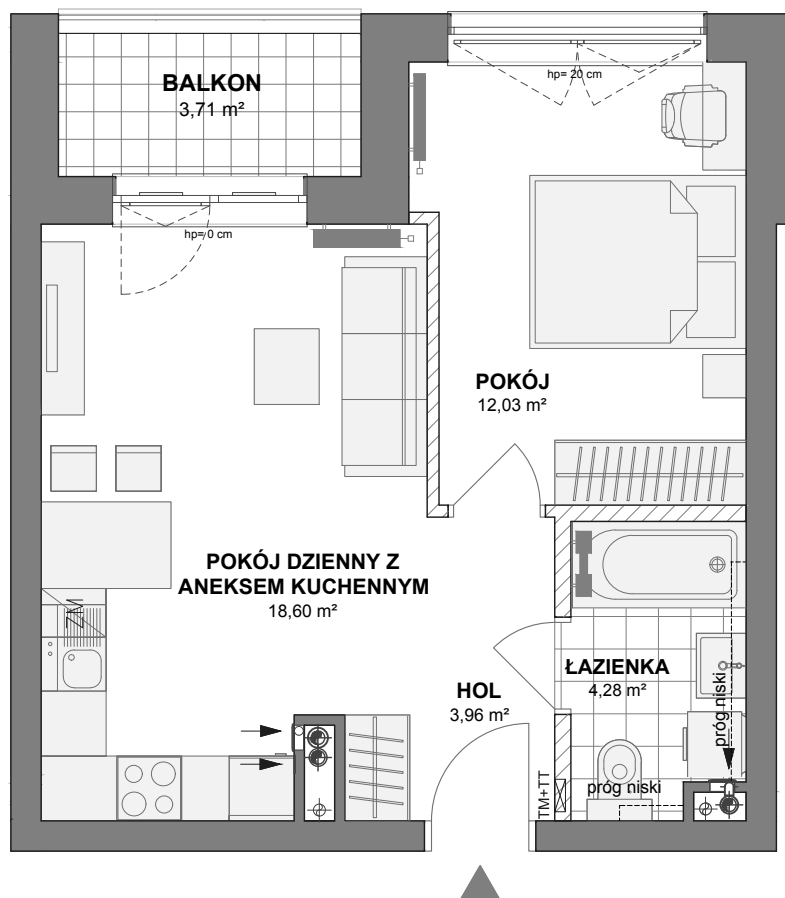 BALKON
3,71 m²
hp= 20 cm
hp= 0 cm
POKÓJ
12,03 m²
POKÓJ DZIENNY Z
ANEKSEM KUCHENNYM
18,60 m²
ZM
HOL
3,96 m²
ŁAZIENKA
4,28 m²
próg niski
próg niski
TM+TT